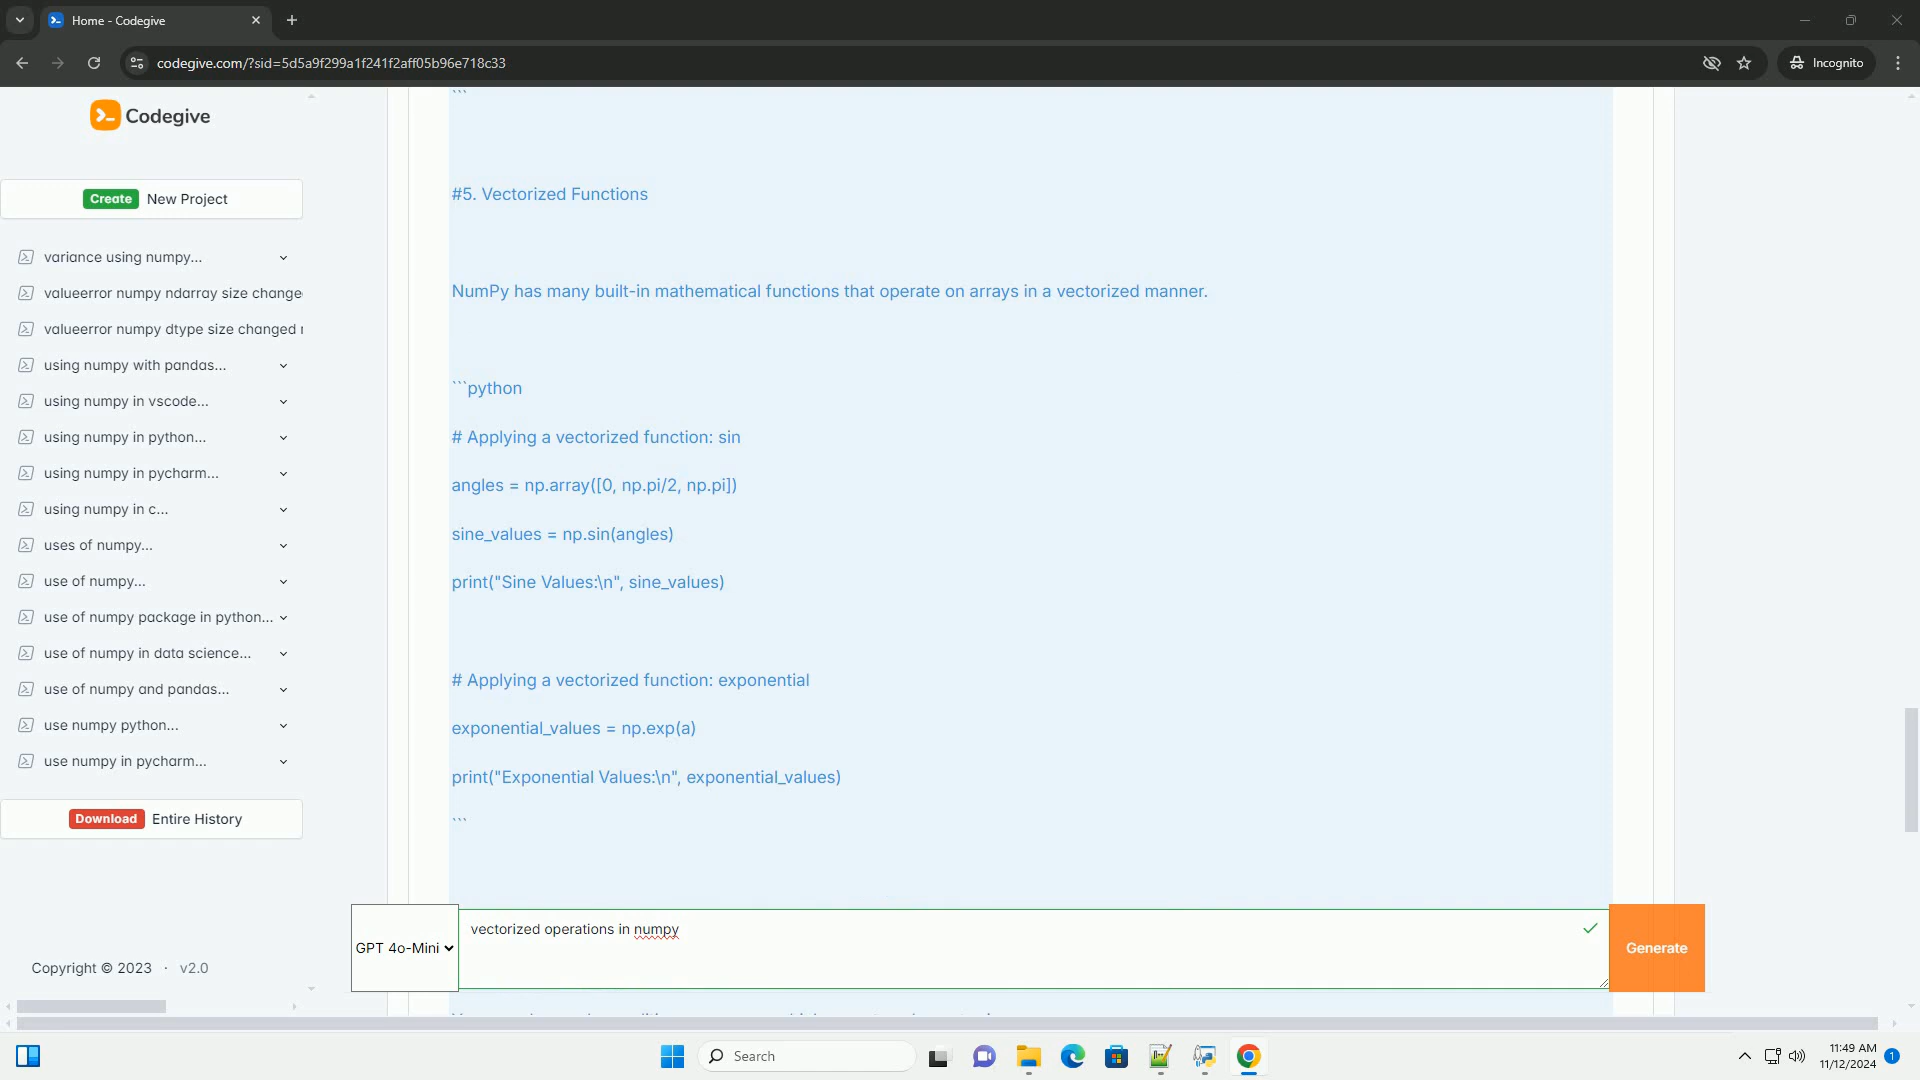 Home - Codegive
codegive.com/?sid=5d5a9f299a1f241f2aff05b96e718c33
Incognito
Codegive
Create New Project
variance using numpy...
valueerror numpy ndarray size change
valueerror numpy dtype size changed
using numpy with pandas...
using numpy in vscode...
using numpy in python...
using numpy in pycharm...
using numpy in c...
uses of numpy...
use of numpy...
use of numpy package in python...
use of numpy in data science...
use of numpy and pandas...
use numpy python...
use numpy in pycharm...
Download Entire History
Copyright © 2023 · v2.0
```
#5. Vectorized Functions
NumPy has many built-in mathematical functions that operate on arrays in a vectorized manner.
```python
# Applying a vectorized function: sin
angles = np.array([0, np.pi/2, np.pi])
sine_values = np.sin(angles)
print("Sine Values:\n", sine_values)
# Applying a vectorized function: exponential
exponential_values = np.exp(a)
print("Exponential Values:\n", exponential_values)
```
GPT 4o-Mini
vectorized operations in numpy
Generate
Search
11:49 AM
11/12/2024
1